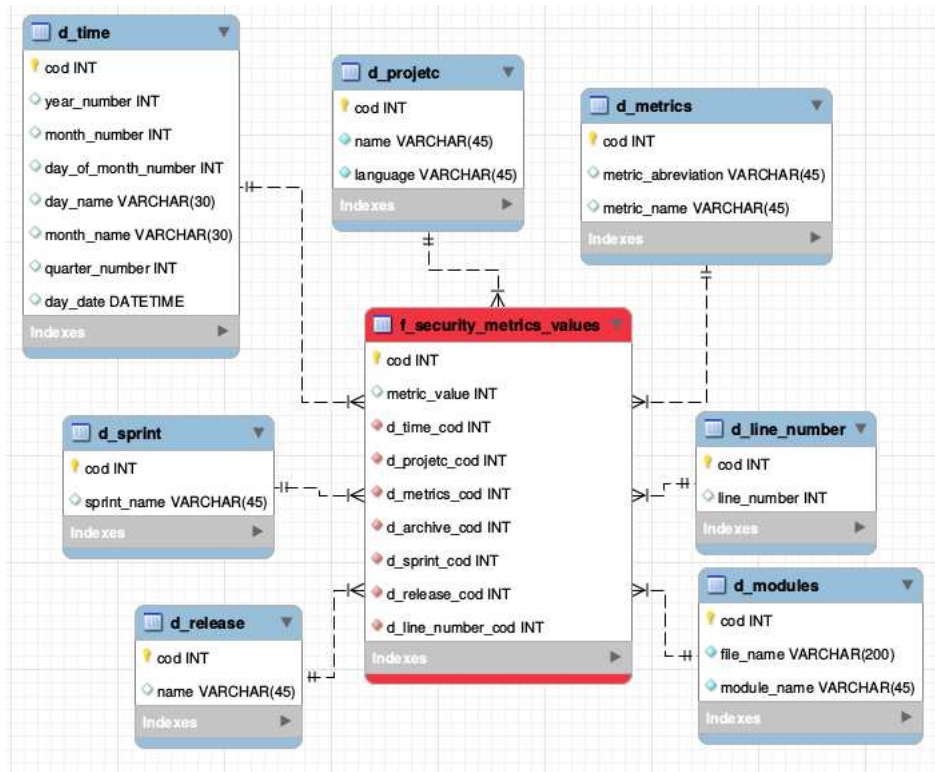 d_time
cod INT
year_number INT
month_number INT
day_of_month_number INT
day_name VARCHAR(30)
month_name VARCHAR(30)
quarter_number INT
day_date DATETIME
Indexes
d_projetc
cod INT
name VARCHAR(45)
language VARCHAR(45)
Indexes
d_metrics
cod INT
metric_abreviation VARCHAR(45)
metric_name VARCHAR(45)
Indexes
f_security_metrics_values
cod INT
metric_value INT
d_time_cod INT
d_projetc_cod INT
d_metrics_cod INT
d_archive_cod INT
d_sprint_cod INT
d_release_cod INT
d_line_number_cod INT
Indexes
d_sprint
cod INT
sprint_name VARCHAR(45)
Indexes
d_line_number
cod INT
line_number INT
Indexes
d_release
cod INT
name VARCHAR(45)
Indexes
d_modules
cod INT
file_name VARCHAR(200)
module_name VARCHAR(45)
Indexes